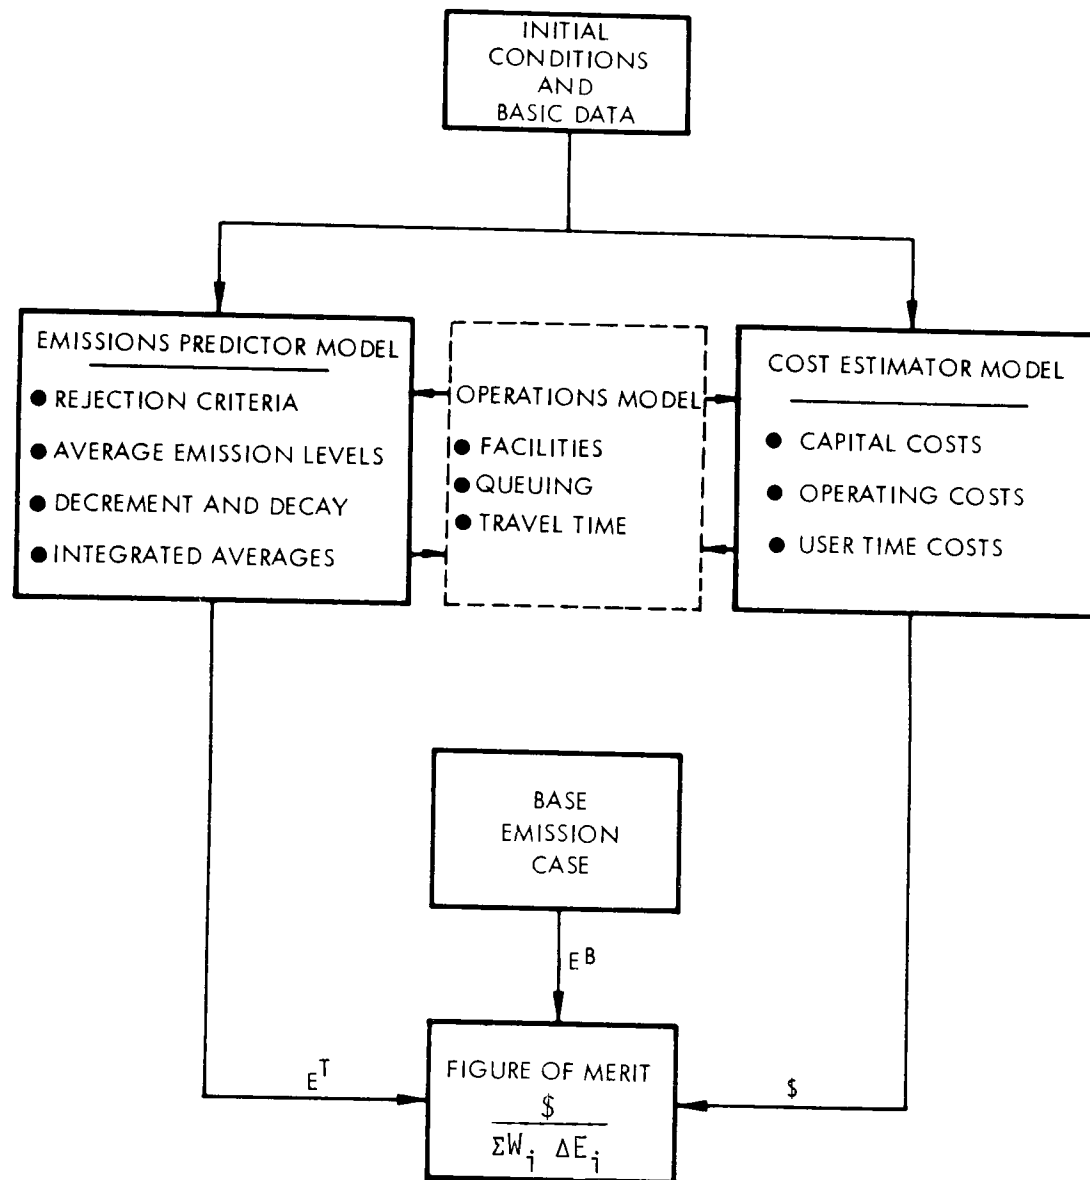 INITIAL
CONDITIONS
AND
BASIC DATA
EMISSIONS PREDICTOR MODEL
● REJECTION CRITERIA
● AVERAGE EMISSION LEVELS
● DECREMENT AND DECAY
● INTEGRATED AVERAGES
OPERATIONS MODEL
● FACILITIES
● QUEUING
● TRAVEL TIME
COST ESTIMATOR MODEL
● CAPITAL COSTS
● OPERATING COSTS
● USER TIME COSTS
BASE
EMISSION
CASE
E^B
E^T
FIGURE OF MERIT
$
ΣW_i ΔE_i
$